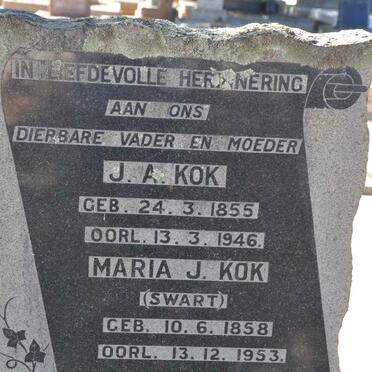 IN LIEFDEVOLLE HERINNERING
AAN ONS
DIERBARE VADER EN MOEDER
J. A. KOK
GEB. 24. 3. 1855
OORL. 13. 3. 1946.
MARIA J. KOK
(SWART)
GEB. 10. 6. 1858
OORL. 13. 12. 1953.